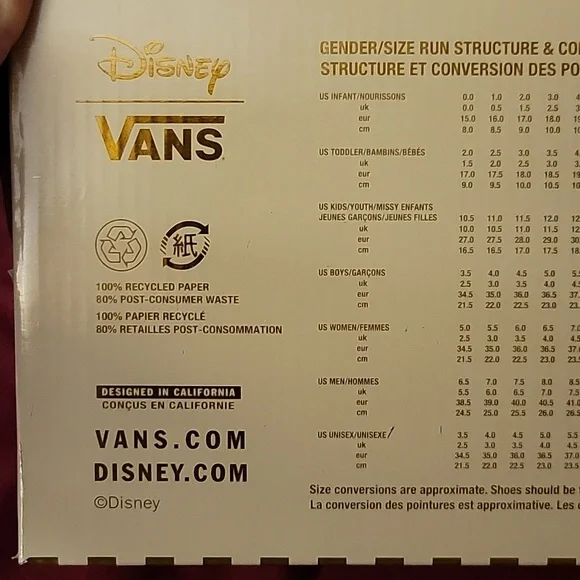 Disney
VANS
紙
100% RECYCLED PAPER
80% POST-CONSUMER WASTE
100% PAPIER RECYCLÉ
80% RETAILLES POST-CONSOMMATION
DESIGNED IN CALIFORNIA
CONÇUS EN CALIFORNIE
VANS.COM
DISNEY.COM
©Disney
GENDER/SIZE RUN STRUCTURE &
STRUCTURE ET CONVERSION DES
US INFANT/NOURISSONS 0.0 1.0 2.0 3.0
uk 0.0 0.5 1.5 2.5
eur 15.0 16.0 17.0 18.0
cm 8.0 8.5 9.0 10.0
US TODDLER/BAMBINS/BÉBÉS 2.0 2.5 3.0 3.5
uk 1.5 2.0 2.5 3.0
eur 17.0 17.5 18.0 18.5
cm 9.0 9.5 10.0 10.5
US KIDS/YOUTH/MISSY ENFANTS
JEUNES GARÇONS/JEUNES FILLES 10.5 11.0 11.5 12.0
uk 10.0 10.5 11.0 11.5
eur 27.0 27.5 28.0 29.0
cm 16.5 16.5 17.0 17.5
US BOYS/GARÇONS 3.5 4.0 4.5 5.0
uk 2.5 3.0 3.5 4.0
eur 34.5 35.0 36.0 36.5
cm 21.5 22.0 22.5 23.0
US WOMEN/FEMMES 5.0 5.5 6.0 6.5
uk 2.5 3.0 3.5 4.0
eur 34.5 35.0 36.0 36.5
cm 21.5 22.0 22.5 23.0
US MEN/HOMMES 6.5 7.0 7.5 8.0
uk 5.5 6.0 6.5 7.0
eur 38.5 39.0 40.0 40.5
cm 24.5 25.0 25.5 26.0
US UNISEX/UNISEXE 3.5 4.0 4.5 5.0
uk 2.5 3.0 3.5 4.0
eur 34.5 35.0 36.0 36.5
cm 21.5 22.0 22.5 23.0
Size conversions are approximate. Shoes should be
La conversion des pointures est approximative. Les